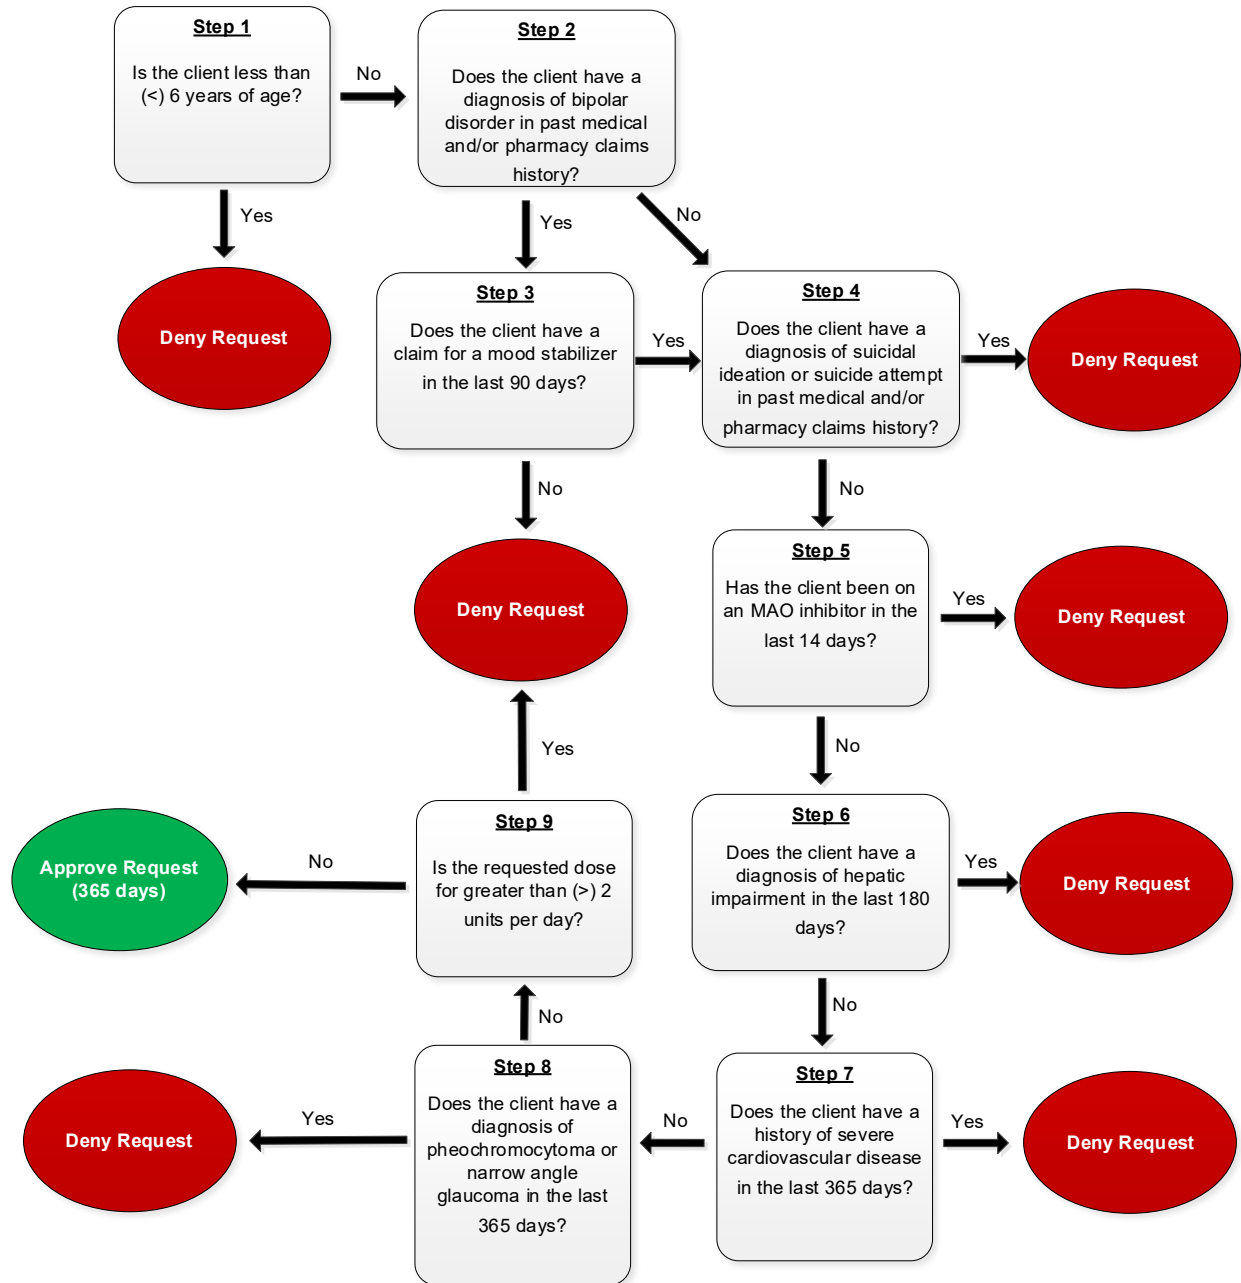 Step 1
Is the client less than
(<) 6 years of age?
No
Step 2
Does the client have a
diagnosis of bipolar
disorder in past medical
and/or pharmacy claims
history?
Yes
Deny Request
Yes
No
Step 3
Does the client have a
claim for a mood stabilizer
in the last 90 days?
Yes
Step 4
Does the client have a
diagnosis of suicidal
ideation or suicide attempt
in past medical and/or
pharmacy claims history?
Yes
Deny Request
No
Deny Request
No
Step 5
Has the client been on
an MAO inhibitor in the
last 14 days?
Yes
Deny Request
No
Step 6
Does the client have a
diagnosis of hepatic
impairment in the last 180
days?
Yes
Deny Request
No
Step 7
Does the client have a
history of severe
cardiovascular disease
in the last 365 days?
Yes
Deny Request
No
Step 8
Does the client have a
diagnosis of
pheochromocytoma or
narrow angle
glaucoma in the last
365 days?
Yes
Deny Request
No
Step 9
Is the requested dose
for greater than (>) 2
units per day?
Yes
No
Approve Request
(365 days)